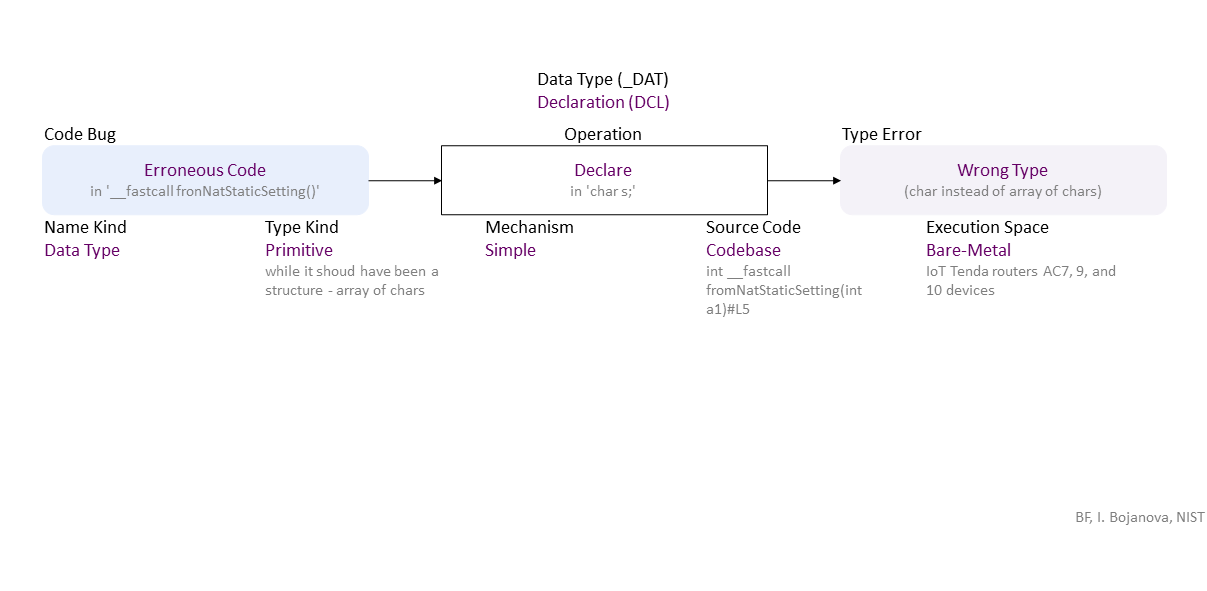 Data Type (_DAT)
Declaration (DCL)
Code Bug
Operation
Type Error
Erroneous Code
in '__fastcall fronNatStaticSetting()'
Declare
in 'char s;'
Wrong Type
(char instead of array of chars)
Name Kind
Data Type
Type Kind
Primitive
while it shoud have been a
structure - array of chars
Mechanism
Simple
Source Code
Codebase
int __fastcall
fromNatStaticSetting(int
a1)#L5
Execution Space
Bare-Metal
IoT Tenda routers AC7, 9, and
10 devices
BF, I. Bojanova, NIST